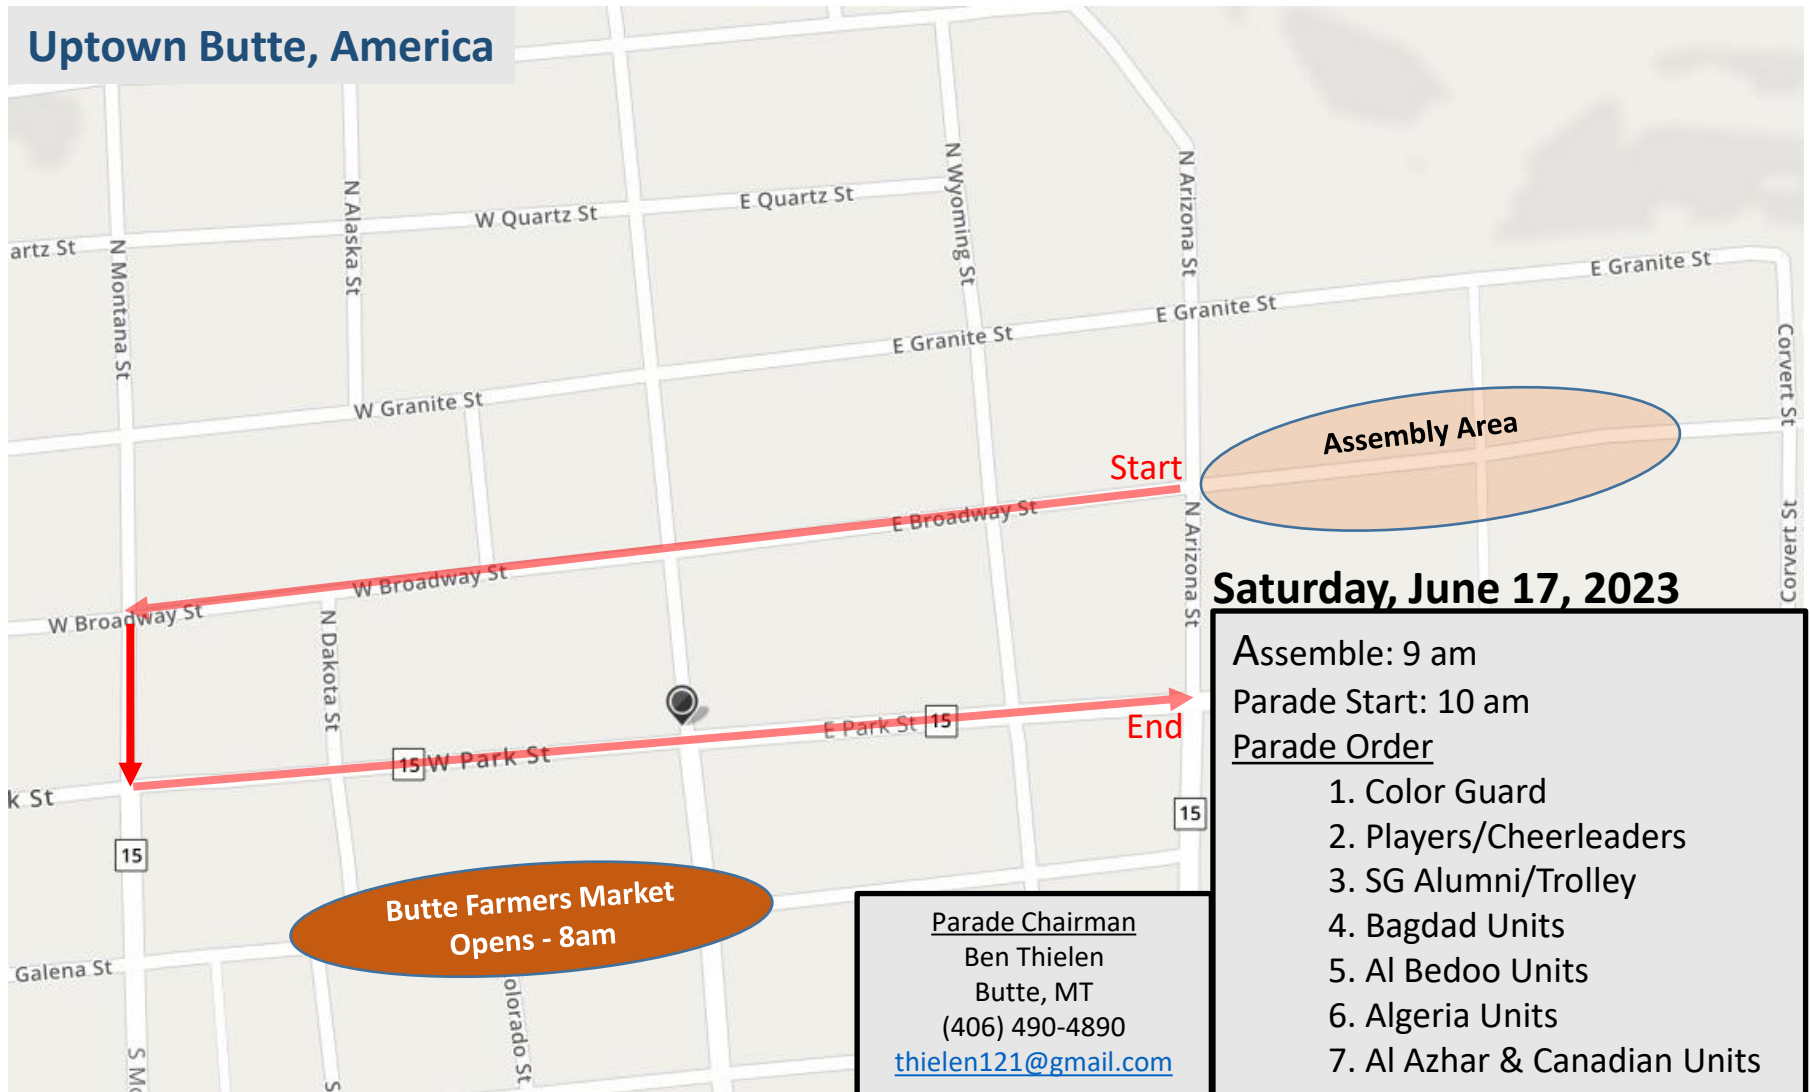 Uptown Butte, America
N Wyoming St
N Arizona St
N Alaska St
E Quartz St
W Quartz St
artz St
N Montana St
E Granite St
E Granite St
E Granite St
Corvert St
W Granite St
Assembly Area
Start
E Broadway St
N Arizona St
Corvert St
W Broadway St
W Broadway St
N Dakota St
Saturday, June 17, 2023
Assemble: 9 am
Parade Start: 10 am
Parade Order
1. Color Guard
2. Players/Cheerleaders
3. SG Alumni/Trolley
4. Bagdad Units
5. Al Bedoo Units
6. Algeria Units
7. Al Azhar & Canadian Units
E Park St
15
End
15
W Park St
k St
15
15
Butte Farmers Market
Opens - 8am
Galena St
olorado St
S Mo
S
Parade Chairman
Ben Thielen
Butte, MT
(406) 490-4890
thielen121@gmail.com